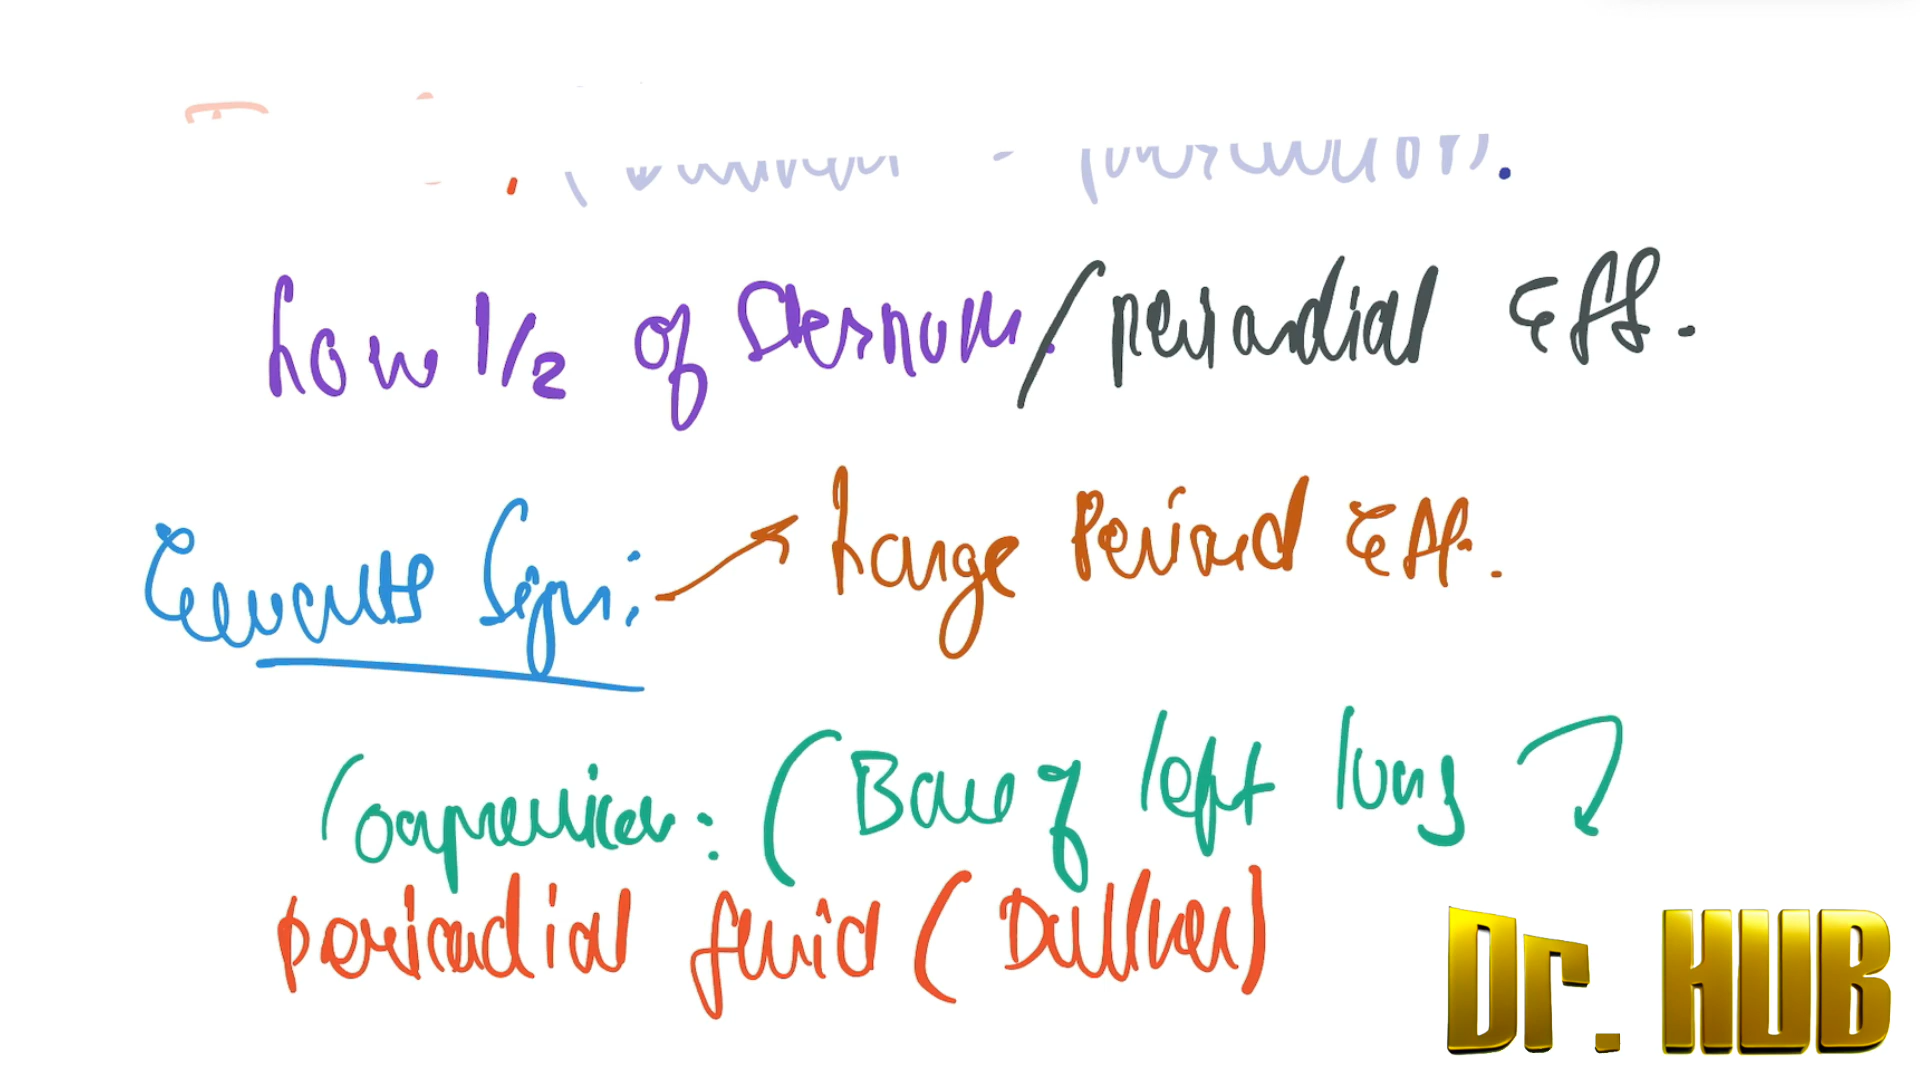 Low 1/2 of Sternum/pericardial Eff.
Ewarts Sign: Large Pericard Eff.
Compression: (Base of left lung
pericardial fluid (Dullness)
Dr. HUB